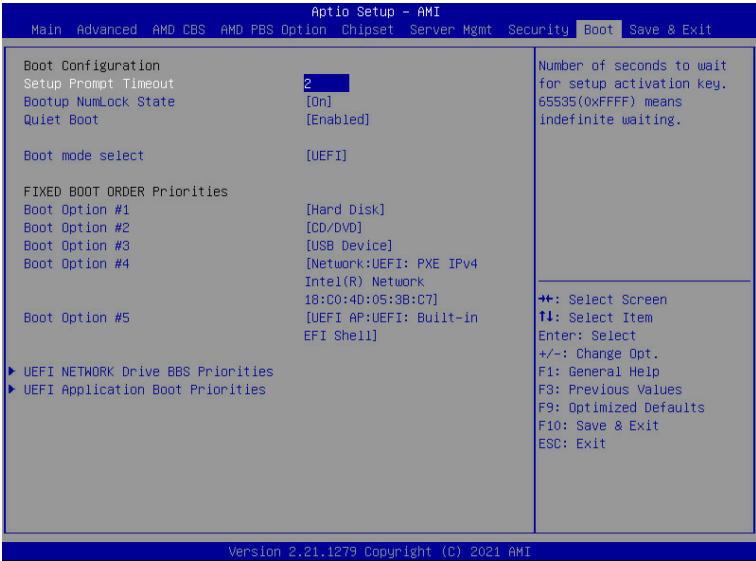 Aptio Setup - AMI
Main Advanced AMD CBS AMD PBS Option Chipset Server Mgmt Security Boot Save & Exit
Boot Configuration
Setup Prompt Timeout 2
Bootup NumLock State [On]
Quiet Boot [Enabled]
Boot mode select [UEFI]
FIXED BOOT ORDER Priorities
Boot Option #1 [Hard Disk]
Boot Option #2 [CD/DVD]
Boot Option #3 [USB Device]
Boot Option #4 [Network:UEFI: PXE IPv4
Intel(R) Network
18:C0:4D:05:3B:C7]
Boot Option #5 [UEFI AP:UEFI: Built-in
EFI Shell]
UEFI NETWORK Drive BBS Priorities
UEFI Application Boot Priorities
Number of seconds to wait
for setup activation key.
65535(0xFFFF) means
indefinite waiting.
→←: Select Screen
↑↓: Select Item
Enter: Select
+/-: Change Opt.
F1: General Help
F3: Previous Values
F9: Optimized Defaults
F10: Save & Exit
ESC: Exit
Version 2.21.1279 Copyright (C) 2021 AMI